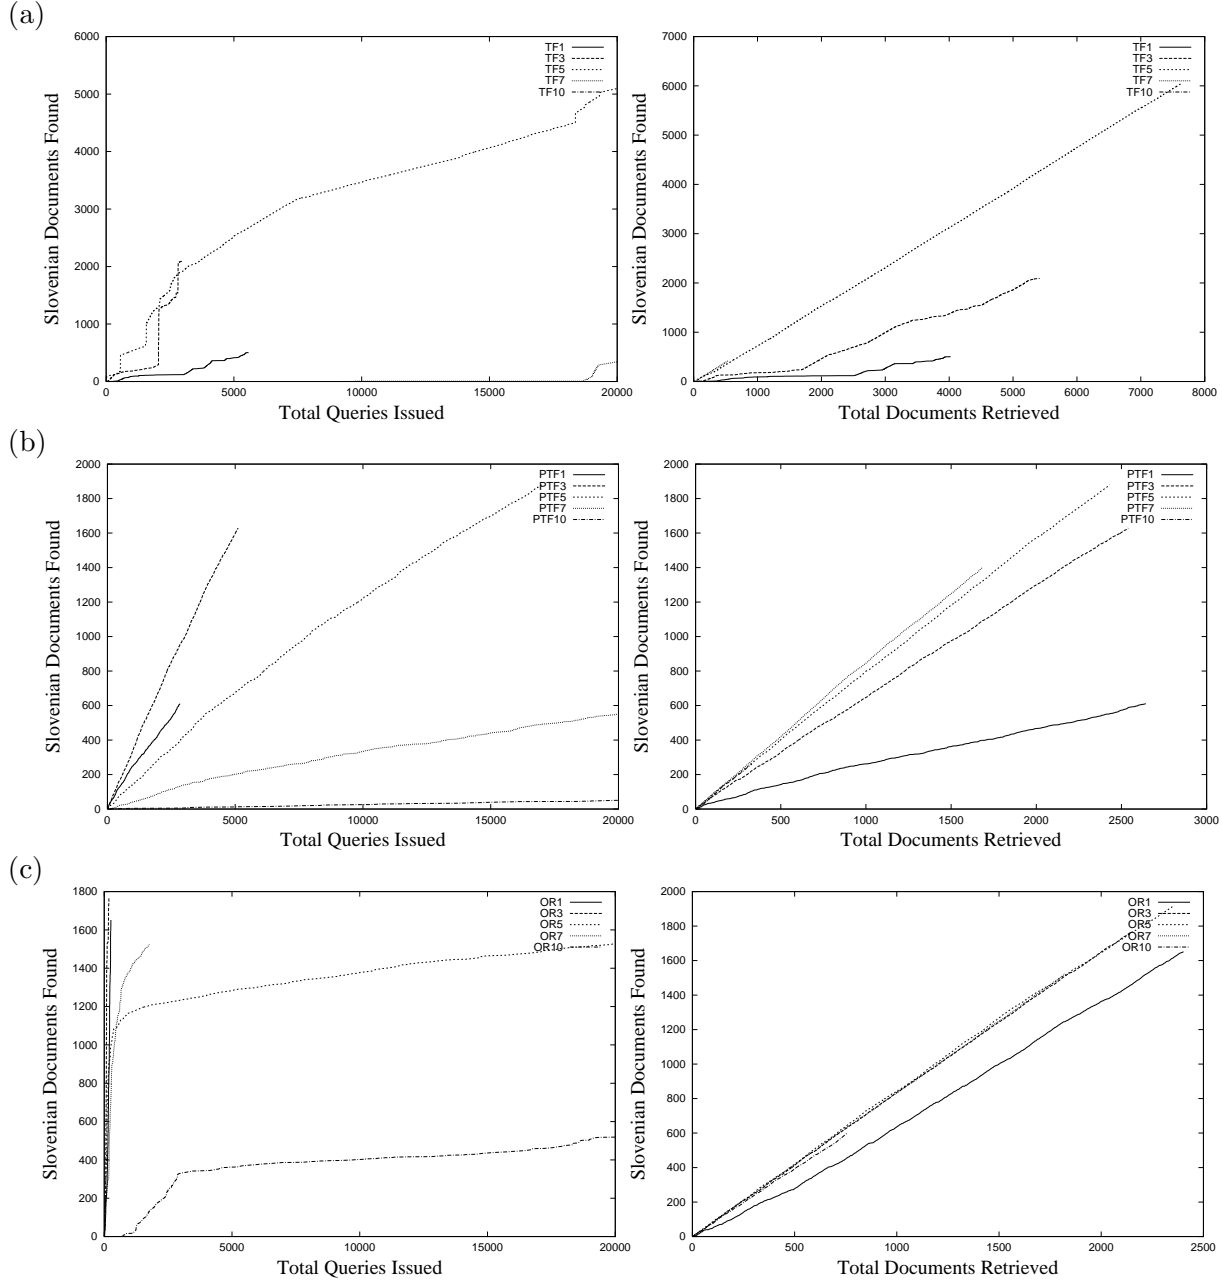 (a)
6000
5000
4000
3000
2000
1000
0
0
5000
10000
15000
20000
Slovenian Documents Found
Total Queries Issued
TF1
TF3
TF5
TF7
TF10
7000
6000
5000
4000
3000
2000
1000
0
0
1000
2000
3000
4000
5000
6000
7000
8000
Slovenian Documents Found
Total Documents Retrieved
TF1
TF3
TF5
TF7
TF10
(b)
2000
1800
1600
1400
1200
1000
800
600
400
200
0
0
5000
10000
15000
20000
Slovenian Documents Found
Total Queries Issued
PTF1
PTF3
PTF5
PTF7
PTF10
2000
1800
1600
1400
1200
1000
800
600
400
200
0
0
500
1000
1500
2000
2500
3000
Slovenian Documents Found
Total Documents Retrieved
PTF1
PTF3
PTF5
PTF7
PTF10
(c)
1800
1600
1400
1200
1000
800
600
400
200
0
0
5000
10000
15000
20000
Slovenian Documents Found
Total Queries Issued
OR1
OR3
OR5
OR7
OR10
2000
1800
1600
1400
1200
1000
800
600
400
200
0
0
500
1000
1500
2000
2500
Slovenian Documents Found
Total Documents Retrieved
OR1
OR3
OR5
OR7
OR10